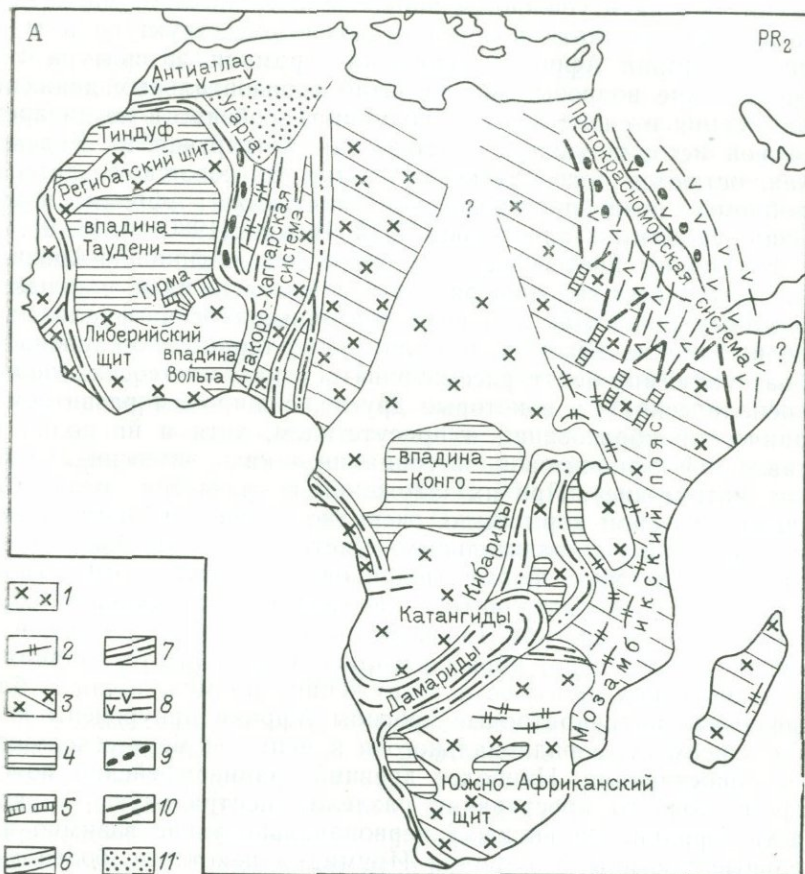 А
PR₂
Антиатлас
Угарта
Тиндуф
Регибатский щит
впадина
Таудени
Гурма
Либерийский
щит
впадина
Вольта
Атакоро-Хаггарская
система
?
Протокрасноморская система
?
впадина
Конго
Кибариды
Катангиды
Дамариды
Мозамбикский пояс
Южно-Африканский
щит
1
2
3
4
5
6
7
8
9
10
11